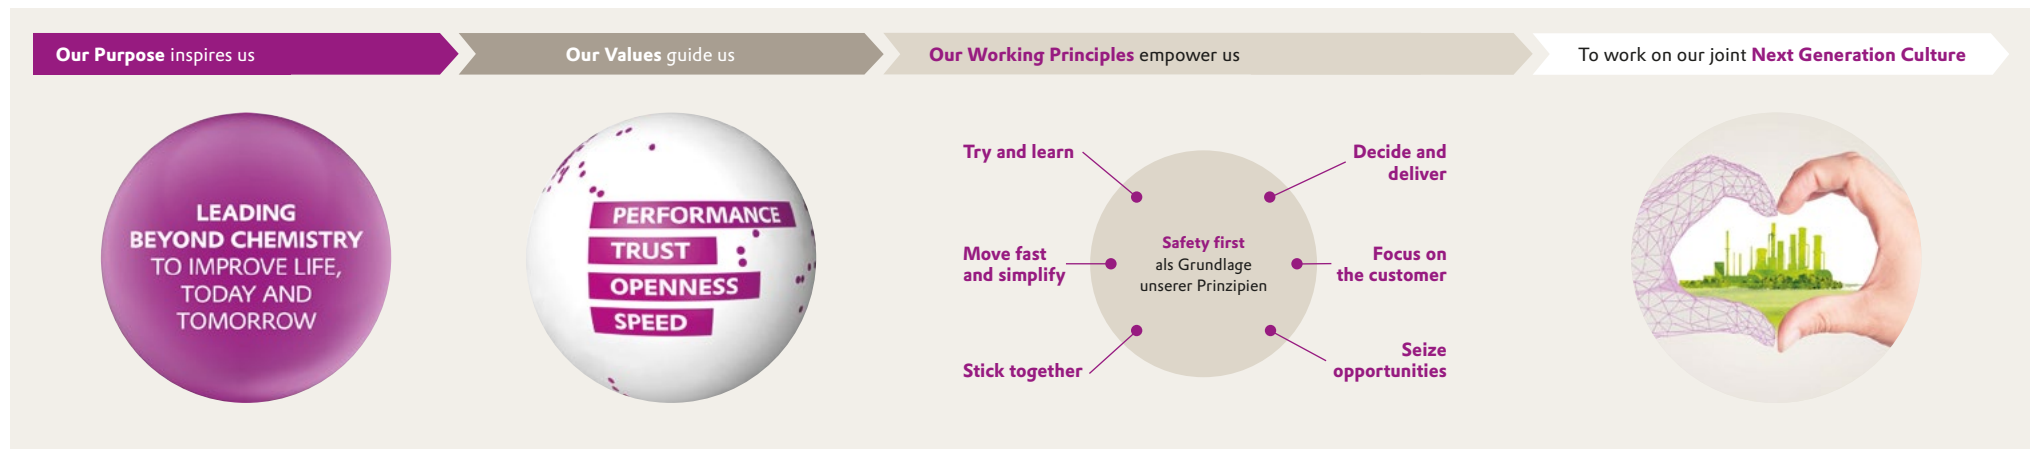 Our Purpose inspires us
Our Values guide us
Our Working Principles empower us
To work on our joint Next Generation Culture
LEADING
BEYOND CHEMISTRY
TO IMPROVE LIFE,
TODAY AND
TOMORROW
PERFORMANCE
TRUST
OPENNESS
SPEED
Try and learn
Move fast
and simplify
Stick together
Safety first
als Grundlage
unserer Prinzipien
Decide and
deliver
Focus on
the customer
Seize
opportunities